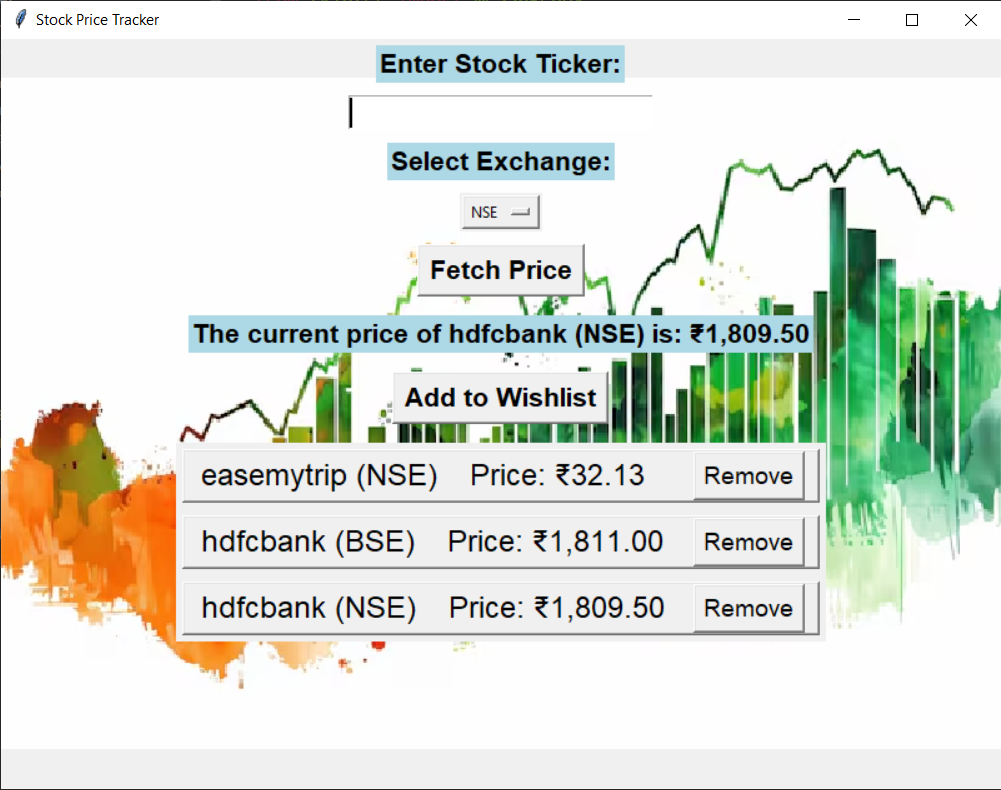 Stock Price Tracker
Enter Stock Ticker:
Select Exchange:
NSE
Fetch Price
The current price of hdfcbank (NSE) is: ₹1,809.50
Add to Wishlist
easemytrip (NSE) Price: ₹32.13 Remove
hdfcbank (BSE) Price: ₹1,811.00 Remove
hdfcbank (NSE) Price: ₹1,809.50 Remove